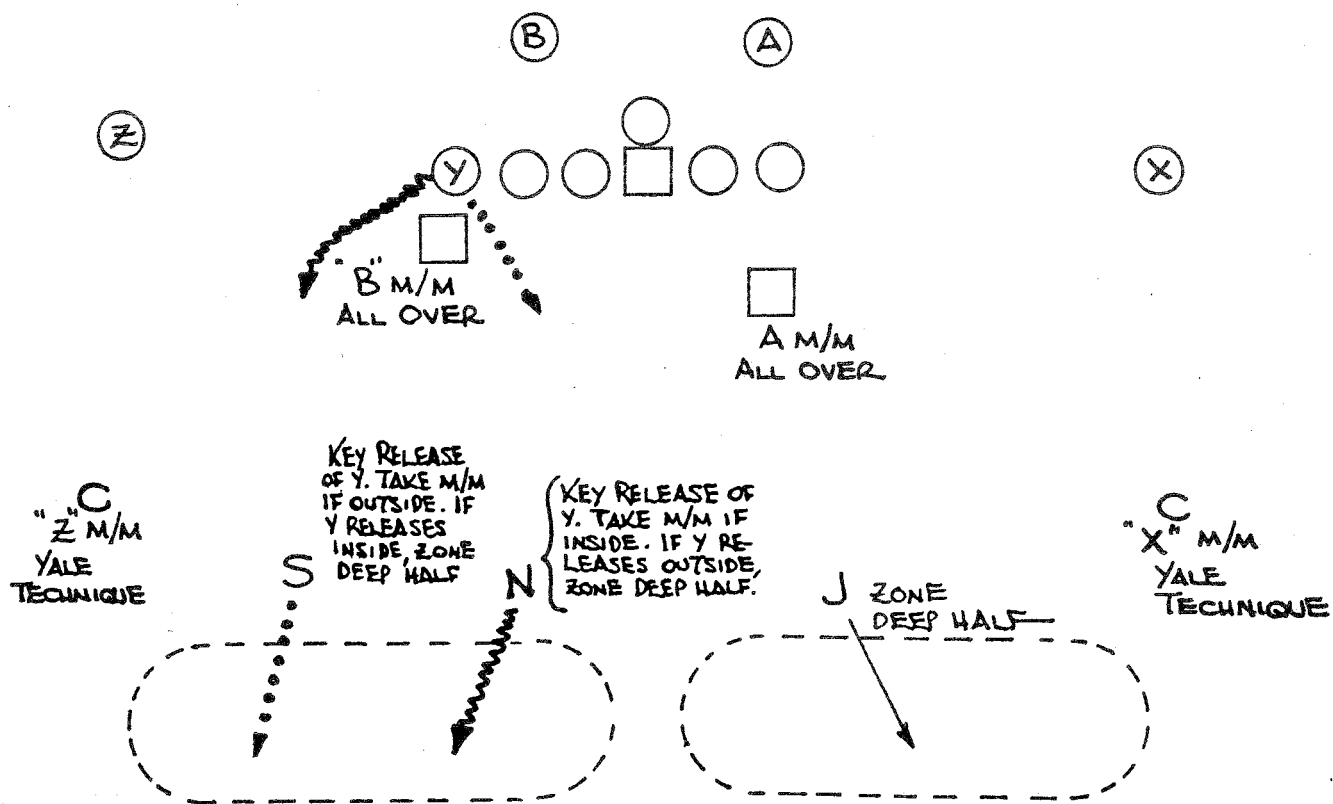 B
A
Z
Y
X
"B" M/M
ALL OVER
A M/M
ALL OVER
C
"Z" M/M
YALE
TECHNIQUE
S
KEY RELEASE
OF Y. TAKE M/M
IF OUTSIDE. IF
Y RELEASES
INSIDE, ZONE
DEEP HALF
N
KEY RELEASE OF
Y. TAKE M/M IF
INSIDE. IF Y RE-
LEASES OUTSIDE,
ZONE DEEP HALF.
J
ZONE
DEEP HALF
C
"X" M/M
YALE
TECHNIQUE